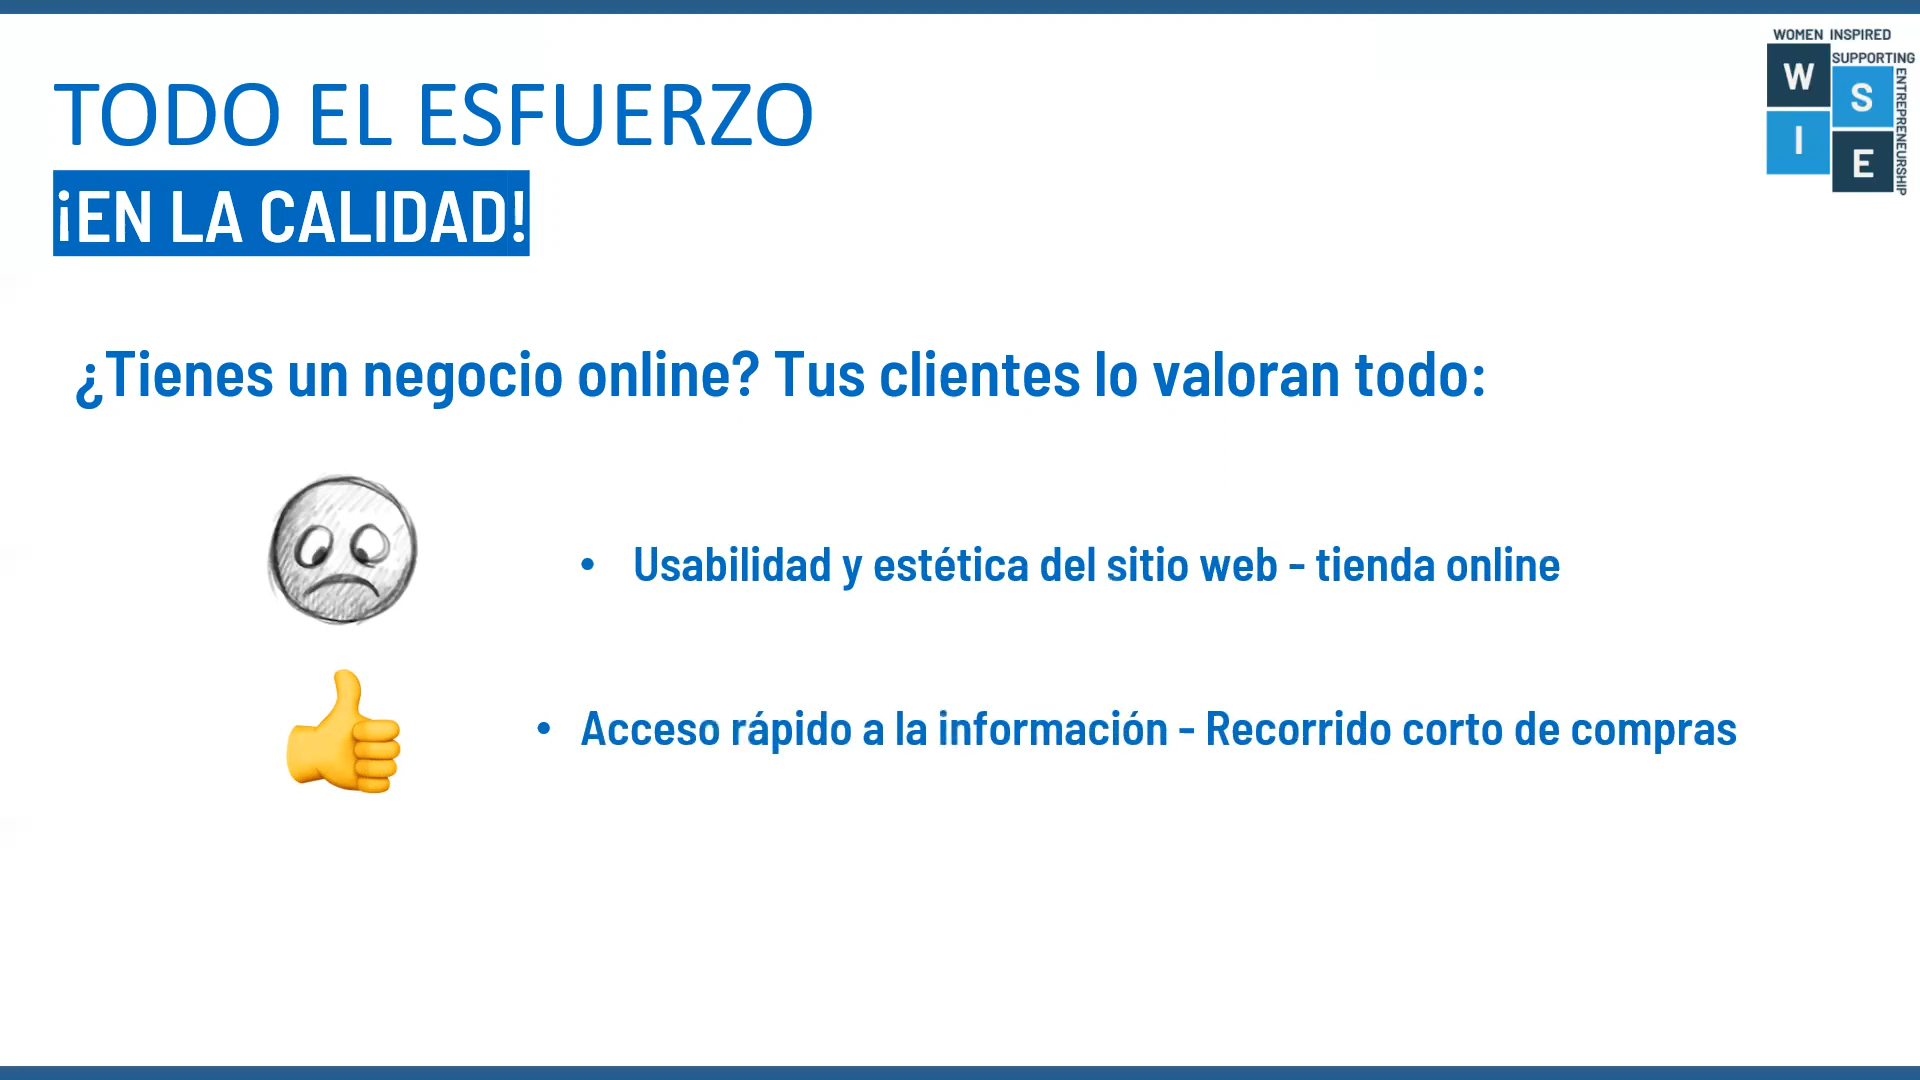 WOMEN INSPIRED
SUPPORTING
ENTREPRENEURSHIP
W
S
I
E
TODO EL ESFUERZO
¡EN LA CALIDAD!
¿Tienes un negocio online? Tus clientes lo valoran todo:
• Usabilidad y estética del sitio web - tienda online
• Acceso rápido a la información - Recorrido corto de compras